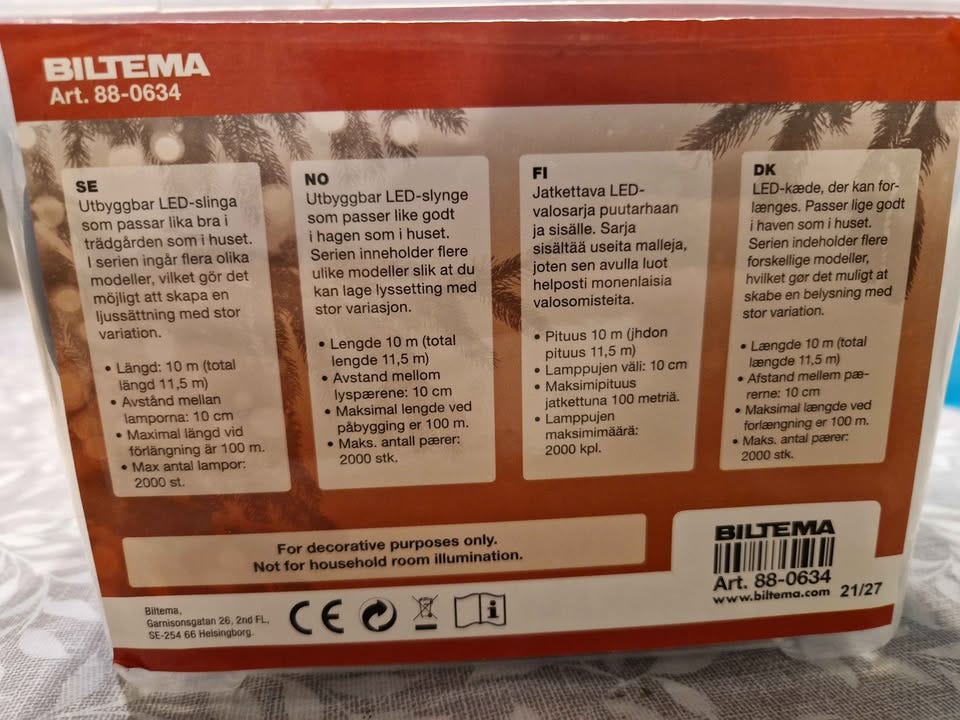 BILTEMA
Art. 88-0634
SE
Utbyggbar LED-slinga
som passar lika bra i
trädgården som i huset.
I serien ingår flera olika
modeller, vilket gör det
möjligt att skapa en
ljussättning med stor
variation.
• Längd: 10 m (total
längd 11,5 m)
• Avstånd mellan
lamporna: 10 cm
• Maximal längd vid
förlängning är 100 m.
• Max antal lampor:
2000 st.
NO
Utbyggbar LED-slynge
som passer like godt
i hagen som i huset.
Serien inneholder flere
ulike modeller slik at du
kan lage lyssetting med
stor variasjon.
• Lengde 10 m (total
lengde 11,5 m)
• Avstand mellom
lyspærene: 10 cm
• Maksimal lengde ved
påbygging er 100 m.
• Maks. antall pærer:
2000 stk.
FI
Jatkettava LED-
valosarja puutarhaan
ja sisälle. Sarja
sisältää useita malleja,
joten sen avulla luot
helposti monenlaisia
valosomisteita.
• Pituus 10 m (jhdon
pituus 11,5 m)
• Lamppujen väli: 10 cm
• Maksimipituus
jatkettuna 100 metriä.
• Lamppujen
maksimimäärä:
2000 kpl.
DK
LED-kæde, der kan for-
længes. Passer lige godt
i haven som i huset.
Serien indeholder flere
forskellige modeller,
hvilket gør det muligt at
skabe en belysning med
stor variation.
• Længde 10 m (total
længde 11,5 m)
• Afstand mellem pæ-
rerne: 10 cm
• Maksimal længde ved
forlængning er 100 m.
• Maks. antal pærer:
2000 stk.
For decorative purposes only.
Not for household room illumination.
Biltema,
Garnisonsgatan 26, 2nd FL,
SE-254 66 Helsingborg.
CE
BILTEMA
Art. 88-0634
www.biltema.com
21/27